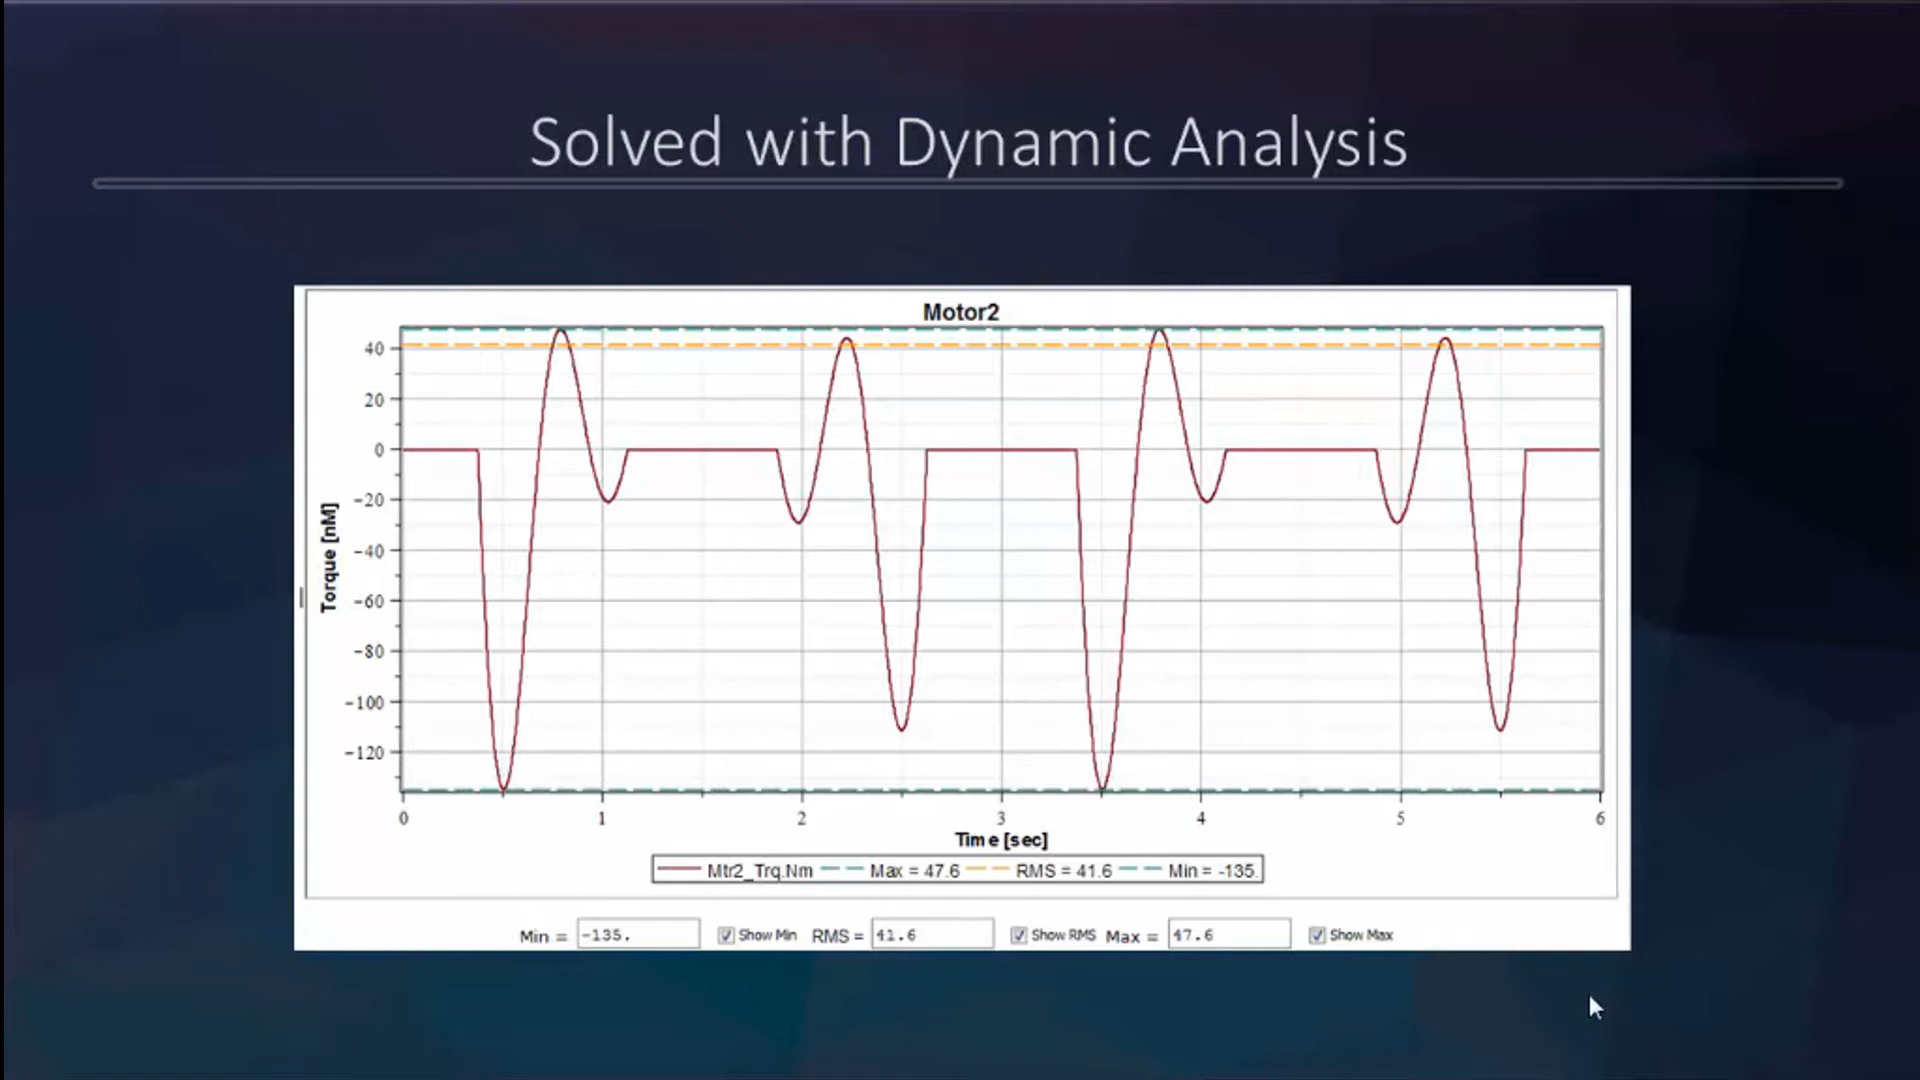 Solved with Dynamic Analysis
Motor2
40
20
0
−20
−40
−60
−80
−100
−120
Torque [nM]
0 1 2 3 4 5 6
Time [sec]
Mtr2_Trq.Nm Max = 47.6 RMS = 41.6 Min = -135.
Min = -135. Show Min RMS = 41.6 Show RMS Max = 47.6 Show Max